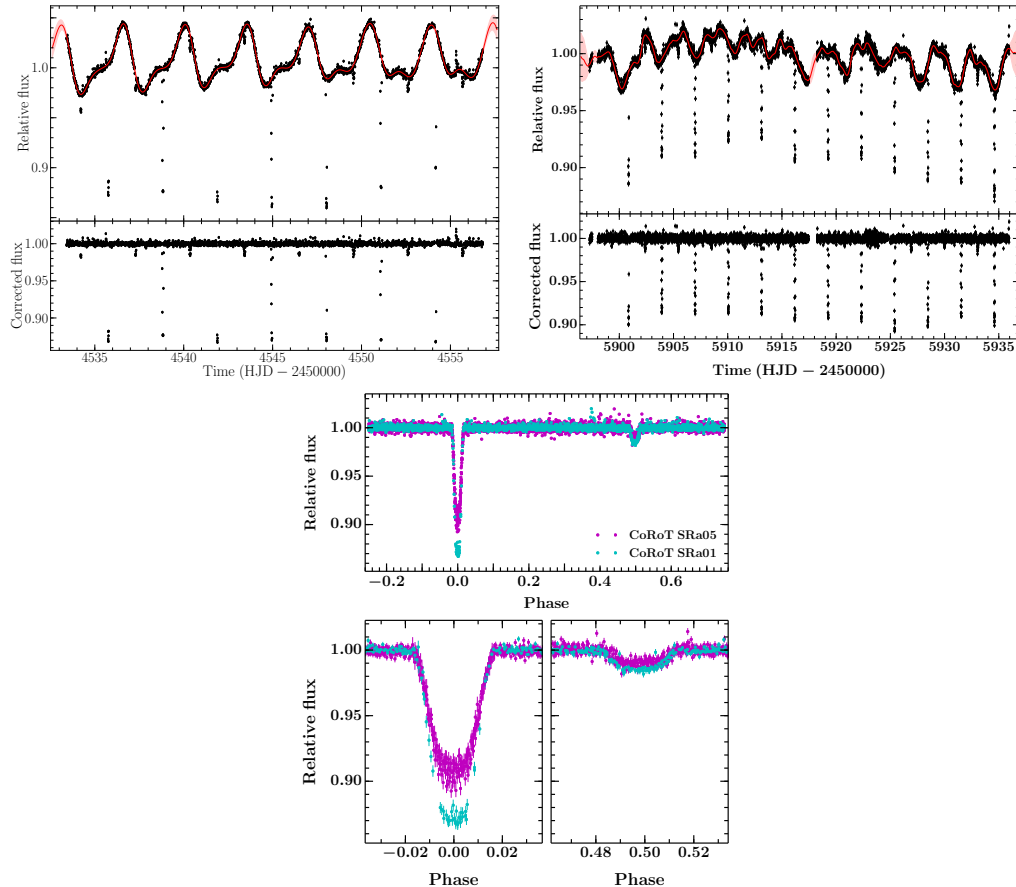 1.0
0.9
Relative flux
1.00
0.95
0.90
Corrected flux
4535 4540 4545 4550 4555
Time (HJD − 2450000)
1.00
0.95
0.90
Relative flux
1.00
0.95
0.90
Corrected flux
5900 5905 5910 5915 5920 5925 5930 5935
Time (HJD − 2450000)
1.00
0.95
0.90
Relative flux
CoRoT SRa05
CoRoT SRa01
−0.2 0.0 0.2 0.4 0.6
Phase
1.00
0.95
0.90
Relative flux
−0.02 0.00 0.02
Phase
0.48 0.50 0.52
Phase